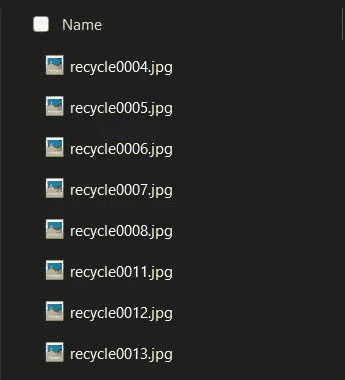 Name
recycle0004.jpg
recycle0005.jpg
recycle0006.jpg
recycle0007.jpg
recycle0008.jpg
recycle0011.jpg
recycle0012.jpg
recycle0013.jpg